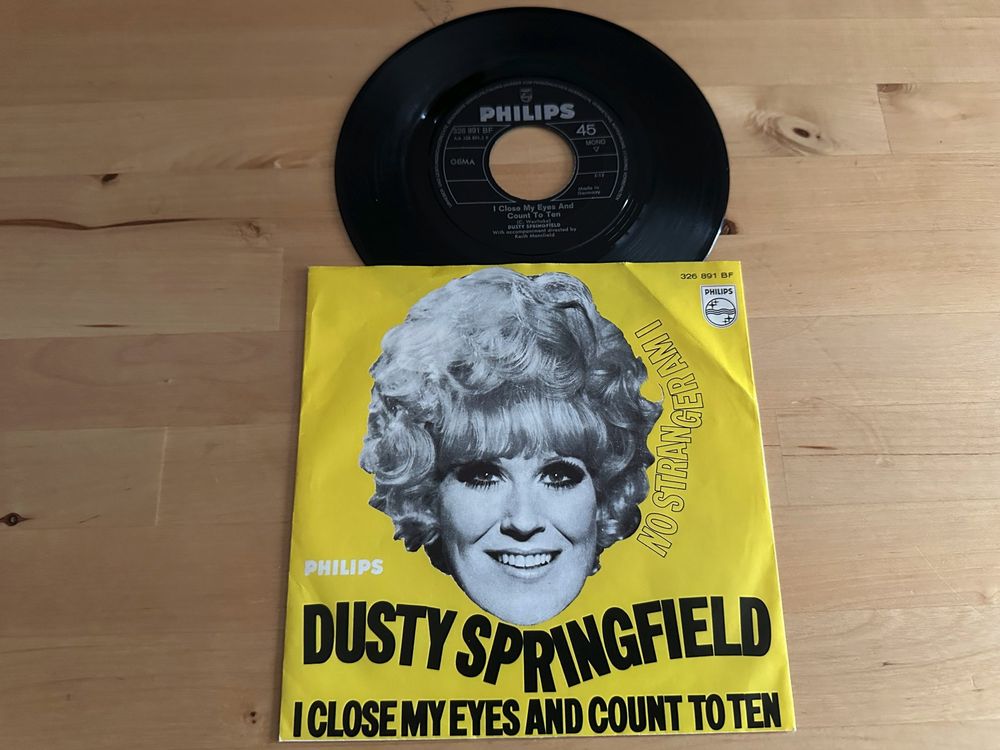 PHILIPS
326 891 BF
45
MONO
GEMA
Made in
Germany
I Close My Eyes And
Count To Ten
(C. Westlake)
DUSTY SPRINGFIELD
With accompaniment directed by
Keith Mansfield
326 891 BF
PHILIPS
NO STRANGER AM I
PHILIPS
DUSTY SPRINGFIELD
I CLOSE MY EYES AND COUNT TO TEN